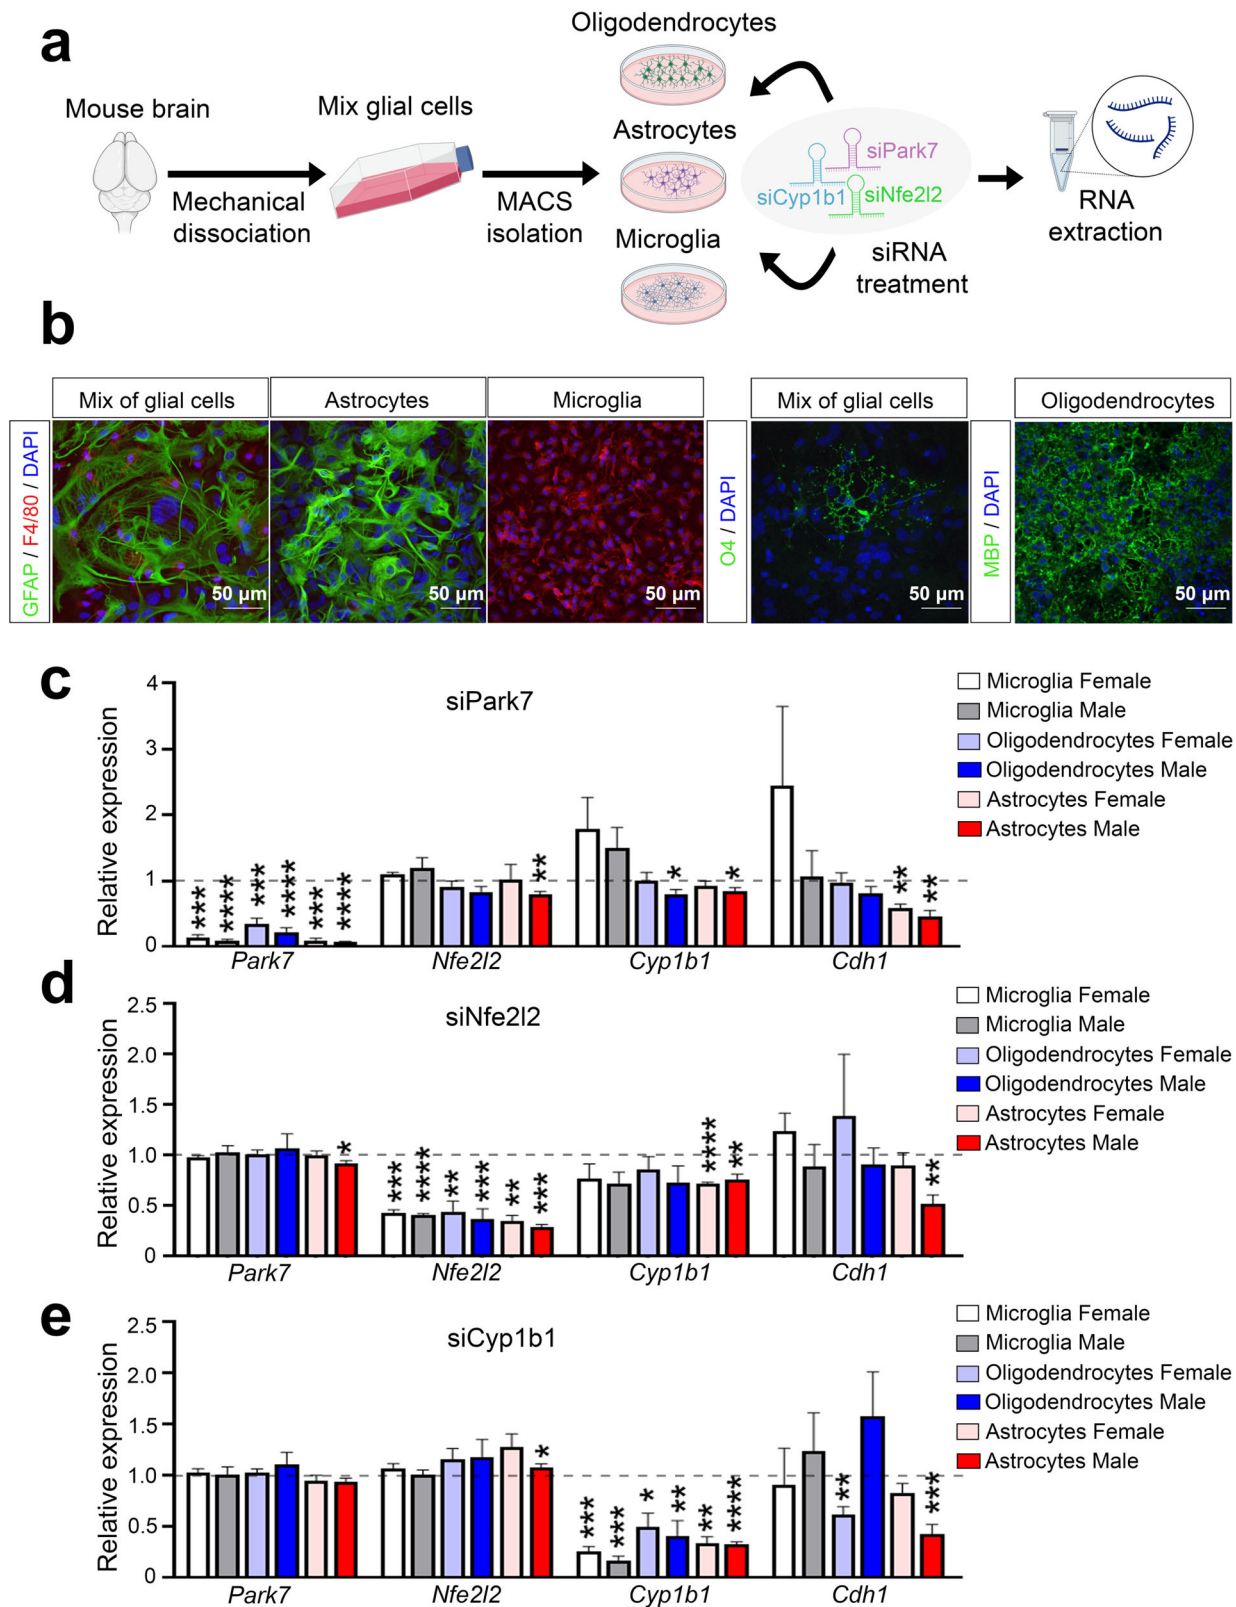 a
Mouse brain
Mechanical
dissociation
Mix glial cells
MACS
isolation
Oligodendrocytes
Astrocytes
Microglia
siPark7
siCyp1b1
siNfe2l2
siRNA
treatment
RNA
extraction
b
Mix of glial cells
Astrocytes
Microglia
Mix of glial cells
Oligodendrocytes
GFAP / F4/80 / DAPI
50 µm
50 µm
50 µm
O4 / DAPI
50 µm
MBP / DAPI
50 µm
c
siPark7
Relative expression
4
3
2
1
0
*** **** *** **** *** ****
**
* *
** **
Park7 Nfe2l2 Cyp1b1 Cdh1
Microglia Female
Microglia Male
Oligodendrocytes Female
Oligodendrocytes Male
Astrocytes Female
Astrocytes Male
d
siNfe2l2
Relative expression
2.5
2.0
1.5
1.0
0.5
0
*
*** **** ** *** ** ***
**** **
**
Park7 Nfe2l2 Cyp1b1 Cdh1
Microglia Female
Microglia Male
Oligodendrocytes Female
Oligodendrocytes Male
Astrocytes Female
Astrocytes Male
e
siCyp1b1
Relative expression
2.5
2.0
1.5
1.0
0.5
0
*
*** *** * ** ** ****
** ***
Park7 Nfe2l2 Cyp1b1 Cdh1
Microglia Female
Microglia Male
Oligodendrocytes Female
Oligodendrocytes Male
Astrocytes Female
Astrocytes Male